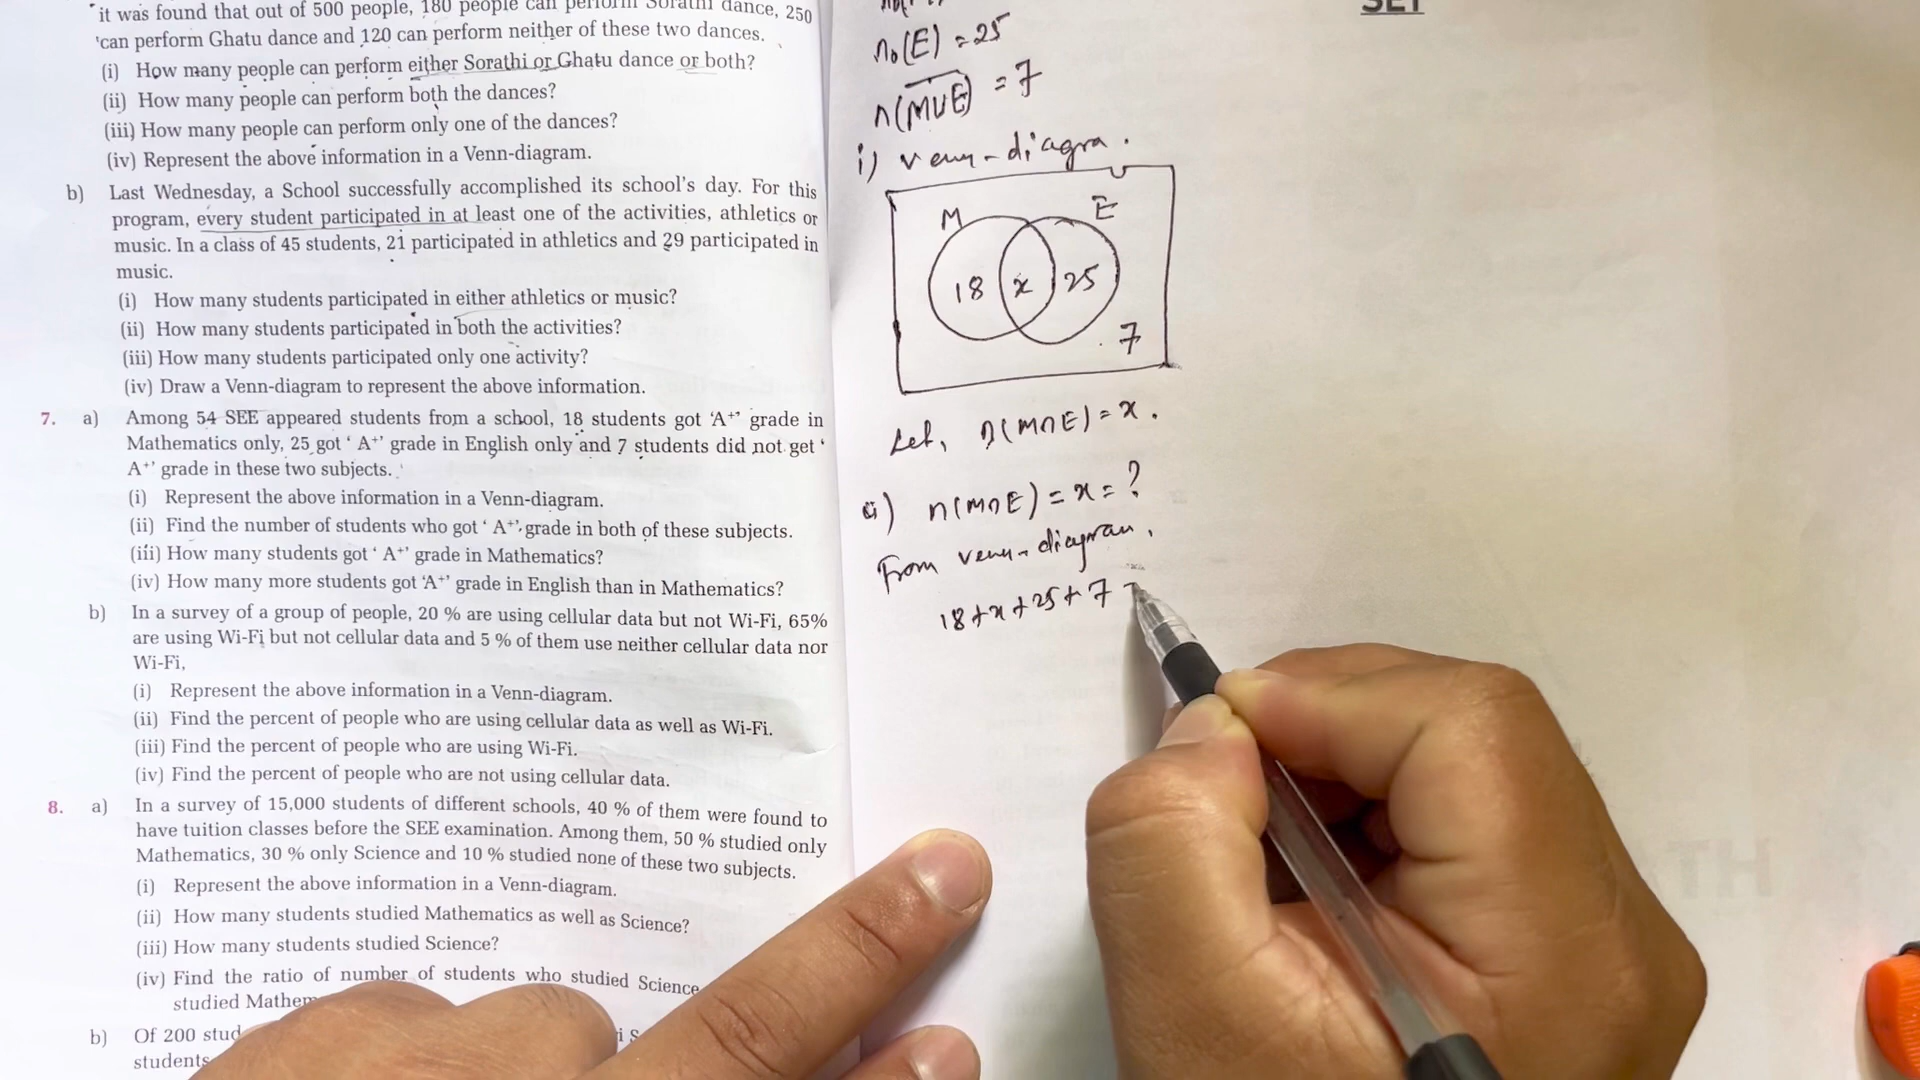 it was found that out of 500 people, 180 people can perform Sorathi dance, 250
can perform Ghatu dance and 120 can perform neither of these two dances.
(i) How many people can perform either Sorathi or Ghatu dance or both?
(ii) How many people can perform both the dances?
(iii) How many people can perform only one of the dances?
(iv) Represent the above information in a Venn-diagram.
b) Last Wednesday, a School successfully accomplished its school's day. For this
program, every student participated in at least one of the activities, athletics or
music. In a class of 45 students, 21 participated in athletics and 29 participated in
music.
(i) How many students participated in either athletics or music?
(ii) How many students participated in both the activities?
(iii) How many students participated only one activity?
(iv) Draw a Venn-diagram to represent the above information.
7. a) Among 54 SEE appeared students from a school, 18 students got 'A⁺' grade in
Mathematics only, 25 got ' A⁺' grade in English only and 7 students did not get '
A⁺' grade in these two subjects.
(i) Represent the above information in a Venn-diagram.
(ii) Find the number of students who got ' A⁺' grade in both of these subjects.
(iii) How many students got ' A⁺' grade in Mathematics?
(iv) How many more students got 'A⁺' grade in English than in Mathematics?
b) In a survey of a group of people, 20 % are using cellular data but not Wi-Fi, 65%
are using Wi-Fi but not cellular data and 5 % of them use neither cellular data nor
Wi-Fi,
(i) Represent the above information in a Venn-diagram.
(ii) Find the percent of people who are using cellular data as well as Wi-Fi.
(iii) Find the percent of people who are using Wi-Fi.
(iv) Find the percent of people who are not using cellular data.
8. a) In a survey of 15,000 students of different schools, 40 % of them were found to
have tuition classes before the SEE examination. Among them, 50 % studied only
Mathematics, 30 % only Science and 10 % studied none of these two subjects.
(i) Represent the above information in a Venn-diagram.
(ii) How many students studied Mathematics as well as Science?
(iii) How many students studied Science?
(iv) Find the ratio of number of students who studied Science
studied
b) Of 200
students
SET
n₀(E) = 25
n(M∪E)‾ = 7
i) venn-diagra.
U
M E
18 x 25
7
Let, n(M∩E) = x.
ii) n(M∩E) = x = ?
From venn-diagram,
18+x+25+7 =